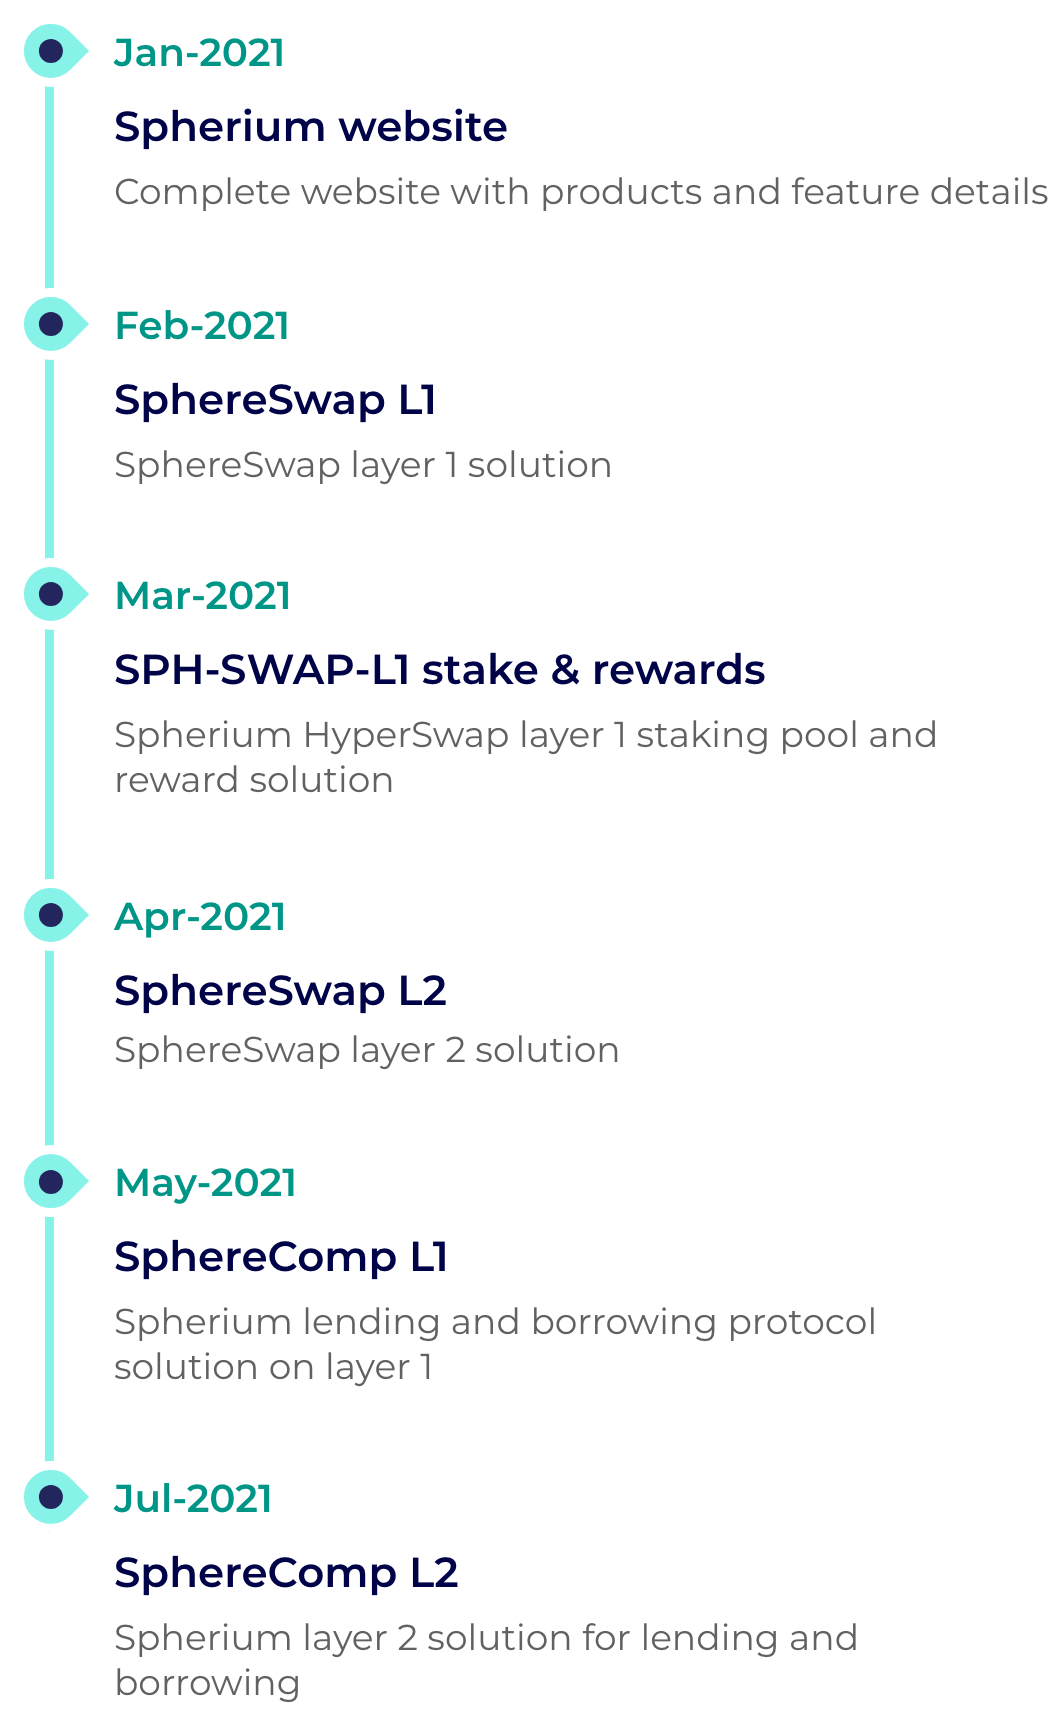 Jan-2021
Spherium website
Complete website with products and feature details
Feb-2021
SphereSwap L1
SphereSwap layer 1 solution
Mar-2021
SPH-SWAP-L1 stake & rewards
Spherium HyperSwap layer 1 staking pool and
reward solution
Apr-2021
SphereSwap L2
SphereSwap layer 2 solution
May-2021
SphereComp L1
Spherium lending and borrowing protocol
solution on layer 1
Jul-2021
SphereComp L2
Spherium layer 2 solution for lending and
borrowing